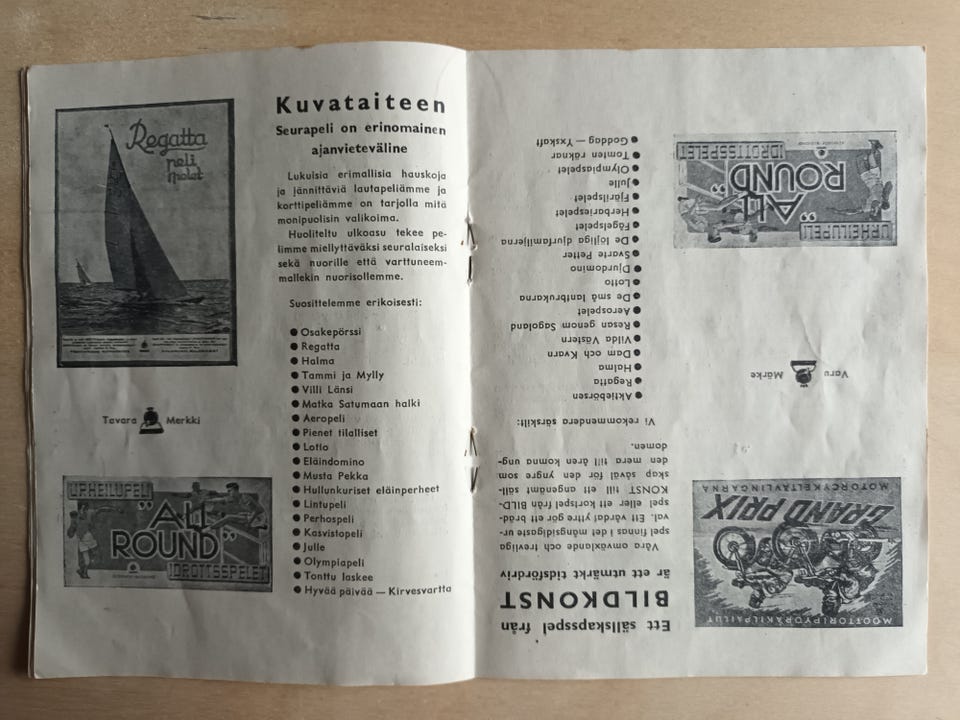 Regatta
peli
spelet
Kuvataiteen
Seurapeli on erinomainen
ajanvieteväline
Lukuisia erimallisia hauskoja
ja jännittäviä lautapeliämme ja
korttipeliämme on tarjolla mitä
monipuolisin valikoima.
Huoliteltu ulkoasu tekee pe-
limme miellyttäväksi seuralaiseksi
sekä nuorille että varttuneem-
mallekin nuorisollemme.
Suosittelemme erikoisesti:
● Osakepörssi
● Regatta
● Halma
● Tammi ja Mylly
● Villi Länsi
● Matka Satumaan halki
● Aeropeli
● Pienet tilalliset
● Lotto
● Eläindomino
● Musta Pekka
● Hullunkuriset eläinperheet
● Lintupeli
● Perhospeli
● Kasvistopeli
● Julle
● Olympiapeli
● Tonttu laskee
● Hyvää päivää — Kirvesvartta
Tavara Merkki
URHEILUPELI
"ALL
ROUND"
IDROTTSSPELET
Ett sällskapsspel från
BILDKONST
är ett utmärkt tidsfördriv
Våra omväxlande och trevliga
spel finnas i det mångsidigaste ur-
val. Ett vårdat yttre gör ett bräd-
spel eller ett kortspel från BILD-
KONST till ett angenämt säll-
skap såväl för den yngre som
den mera till åren komna ung-
domen.
Vi rekommendera särskilt:
● Aktiebörsen
● Regatta
● Halma
● Dam och Kvarn
● Vilda Västern
● Resan genom Sagoland
● Aerospelet
● De små lantbrukarna
● Lotto
● Djurdomino
● Svarte Petter
● De löjliga djurfamiljerna
● Fågelspelet
● Herbariespelet
● Fjärilspelet
● Julle
● Olympiaspelet
● Tomten räknar
● Goddag — Yxskaft
MOOTTORIPYÖRÄKILPAILUT
GRAND PRIX
MOTORCYKELTÄVLINGARNA
Varu Märke
URHEILUPELI
"ALL
ROUND"
IDROTTSSPELET